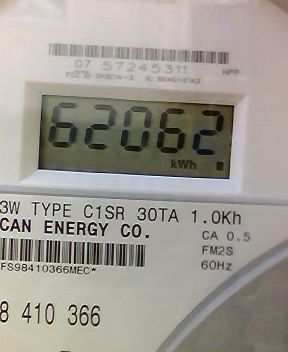 07 57245311 HPP
62062
kWh
3W TYPE C1SR 30TA 1.0Kh
CAN ENERGY CO.
CA 0.5
FM2S
60Hz
FS98410366MEC*
8 410 366